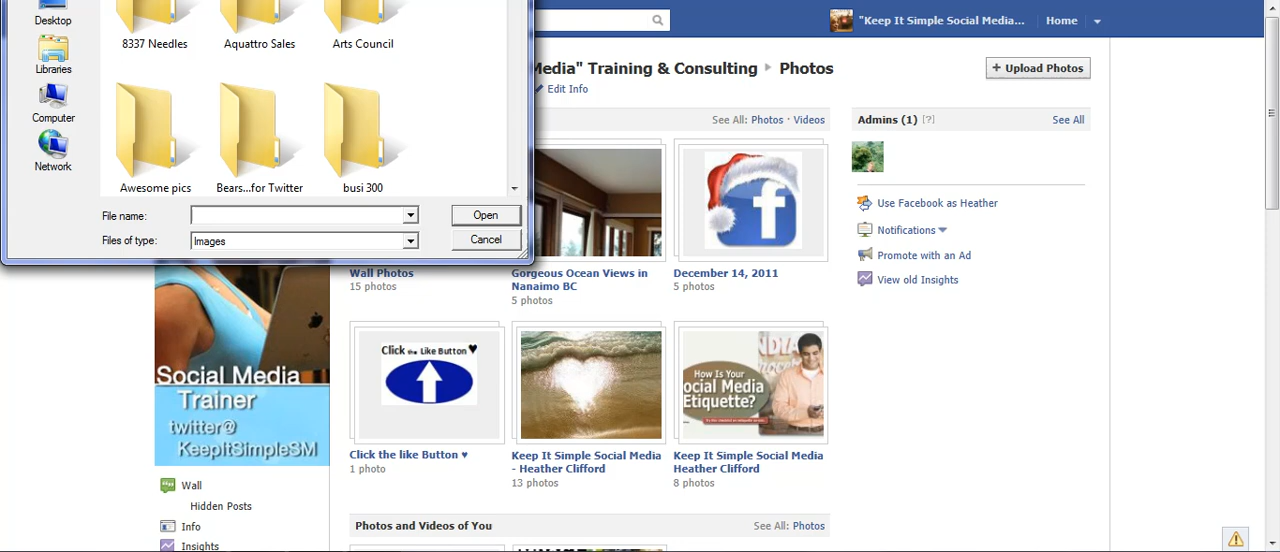 Desktop
8337 Needles
Aquattro Sales
Arts Council
Libraries
Computer
Network
Awesome pics
Bears...for Twitter
busi 300
File name:
Open
Files of type:
Images
Cancel
"Keep It Simple Social Media...
Home
Media" Training & Consulting
Photos
+ Upload Photos
Edit Info
See All: Photos · Videos
Admins (1) [?]
See All
Use Facebook as Heather
Notifications
Promote with an Ad
View old Insights
f
Wall Photos
15 photos
Gorgeous Ocean Views in
Nanaimo BC
5 photos
December 14, 2011
5 photos
Click the Like Button ♥
How Is Your
ocial Media
Etiquette?
Click the like Button ♥
1 photo
Keep It Simple Social Media
- Heather Clifford
13 photos
Keep It Simple Social Media
Heather Clifford
8 photos
Social Media
Trainer
twitter@
KeepItSimpleSM
Wall
Hidden Posts
Info
Insights
Photos and Videos of You
See All: Photos